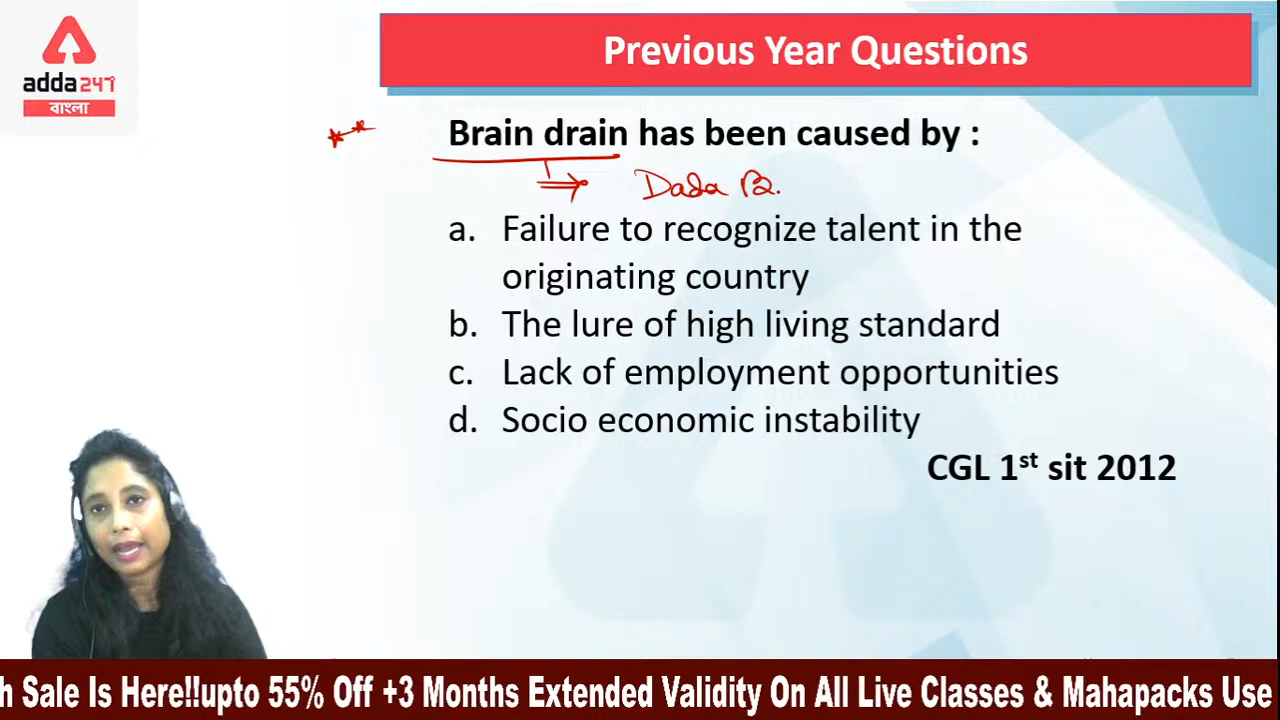 adda247
বাংলা
Previous Year Questions
Brain drain has been caused by :
Dada
a. Failure to recognize talent in the
originating country
b. The lure of high living standard
c. Lack of employment opportunities
d. Socio economic instability
CGL 1st sit 2012
h Sale Is Here!!upto 55% Off +3 Months Extended Validity On All Live Classes & Mahapacks Use